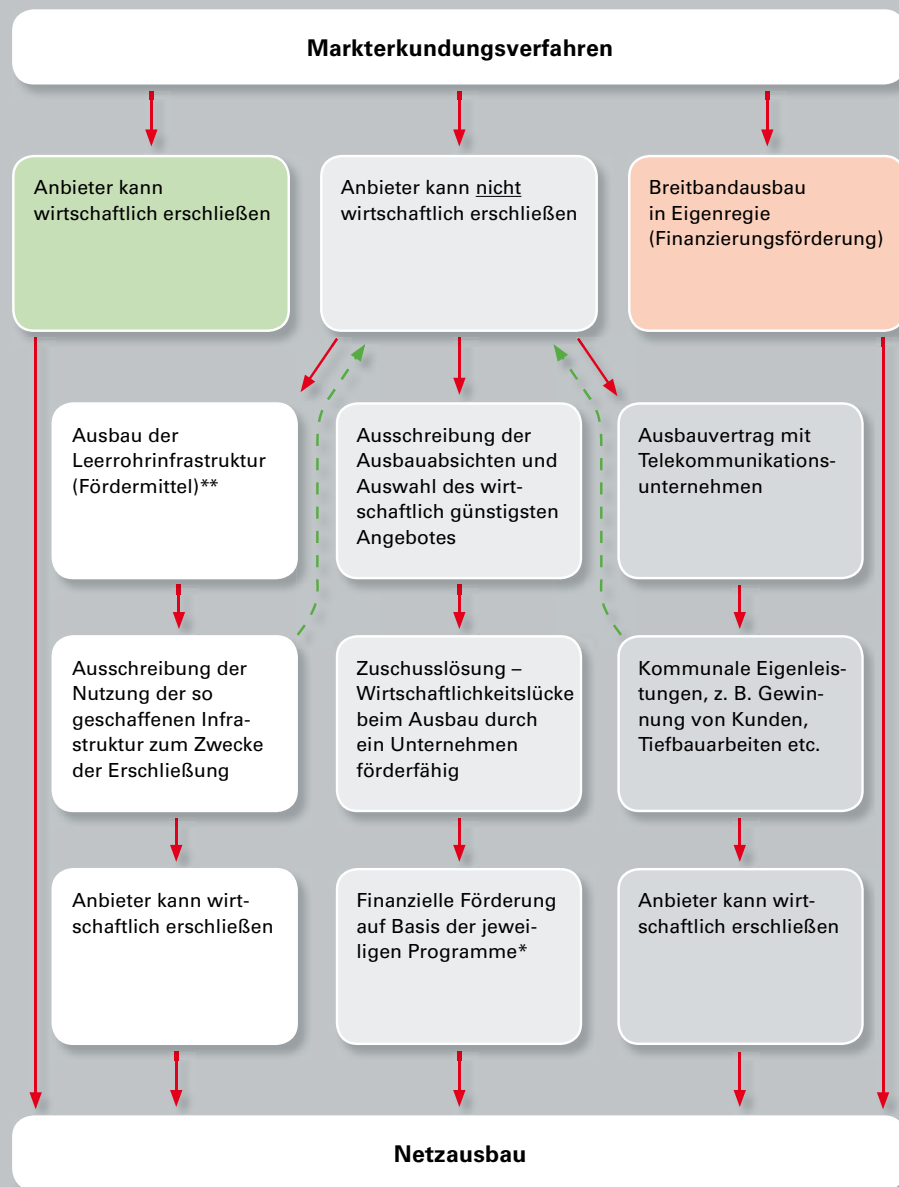 Markterkundungsverfahren
Anbieter kann
wirtschaftlich erschließen
Anbieter kann nicht
wirtschaftlich erschließen
Breitbandausbau
in Eigenregie
(Finanzierungsförderung)
Ausbau der
Leerrohrinfrastruktur
(Fördermittel)**
Ausschreibung der
Ausbauabsichten und
Auswahl des wirt-
schaftlich günstigsten
Angebotes
Ausbauvertrag mit
Telekommunikations-
unternehmen
Ausschreibung der
Nutzung der so
geschaffenen Infra-
struktur zum Zwecke
der Erschließung
Zuschusslösung –
Wirtschaftlichkeitslücke
beim Ausbau durch
ein Unternehmen
förderfähig
Kommunale Eigenleis-
tungen, z. B. Gewin-
nung von Kunden,
Tiefbauarbeiten etc.
Anbieter kann wirt-
schaftlich erschließen
Finanzielle Förderung
auf Basis der jewei-
ligen Programme*
Anbieter kann wirt-
schaftlich erschließen
Netzausbau